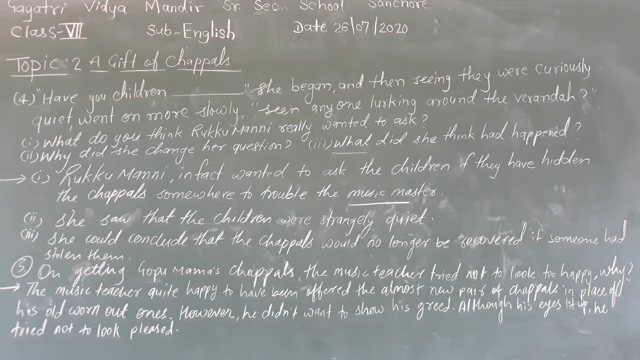 Gayatri Vidya Mandir Sr. Secon. School Sanchore
Class-VII Sub-English Date 26/07/2020
Topic 2 A Gift of Chappals
(4) "Have you children ______ "she began, and then seeing they were curiously
quiet went on more slowly. "seen anyone lurking around the verandah?"
(i) What do you think Rukku Manni really wanted to ask?
(ii) Why did she change her question? (iii) What did she think had happened?
→ (i) Rukku Manni, in fact wanted to ask the children if they have hidden
the chappals somewhere to trouble the music master.
(ii) She saw that the children were strangely quiet.
(iii) She could conclude that the chappals would no longer be recovered if someone had
stolen them.
(5) On getting Gopu Mama's chappals, the music teacher tried not to look too happy, why?
→ The music teacher quite happy to have been offered the almost new pair of chappals in place of
his old worn out ones. However, he didn't want to show his greed. Although his eyes lit up, he
tried not to look pleased.